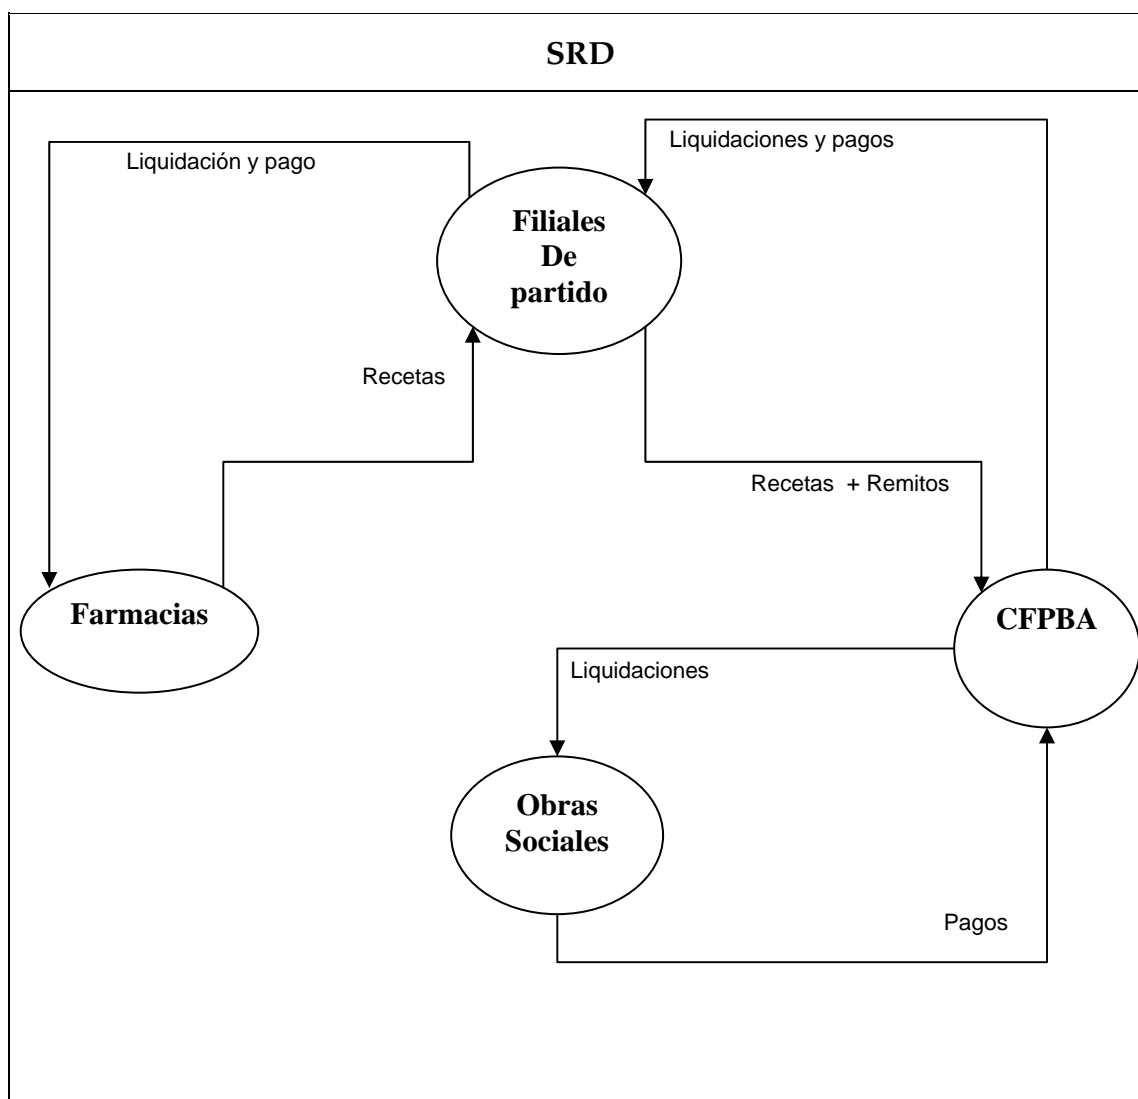 SRD
Liquidaciones y pagos
Liquidación y pago
Filiales
De
partido
Recetas
Recetas + Remitos
Farmacias
CFPBA
Liquidaciones
Obras
Sociales
Pagos